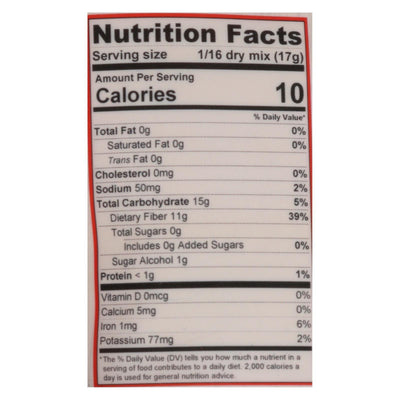 Nutrition Facts
Serving size 1/16 dry mix (17g)
Amount Per Serving
Calories 10
% Daily Value*
Total Fat 0g 0%
Saturated Fat 0g 0%
Trans Fat 0g
Cholesterol 0mg 0%
Sodium 50mg 2%
Total Carbohydrate 15g 5%
Dietary Fiber 11g 39%
Total Sugars 0g
Includes 0g Added Sugars 0%
Sugar Alcohol 1g
Protein < 1g 1%
Vitamin D 0mcg 0%
Calcium 5mg 0%
Iron 1mg 6%
Potassium 77mg 2%
*The % Daily Value (DV) tells you how much a nutrient in a
serving of food contributes to a daily diet. 2,000 calories a
day is used for general nutrition advice.